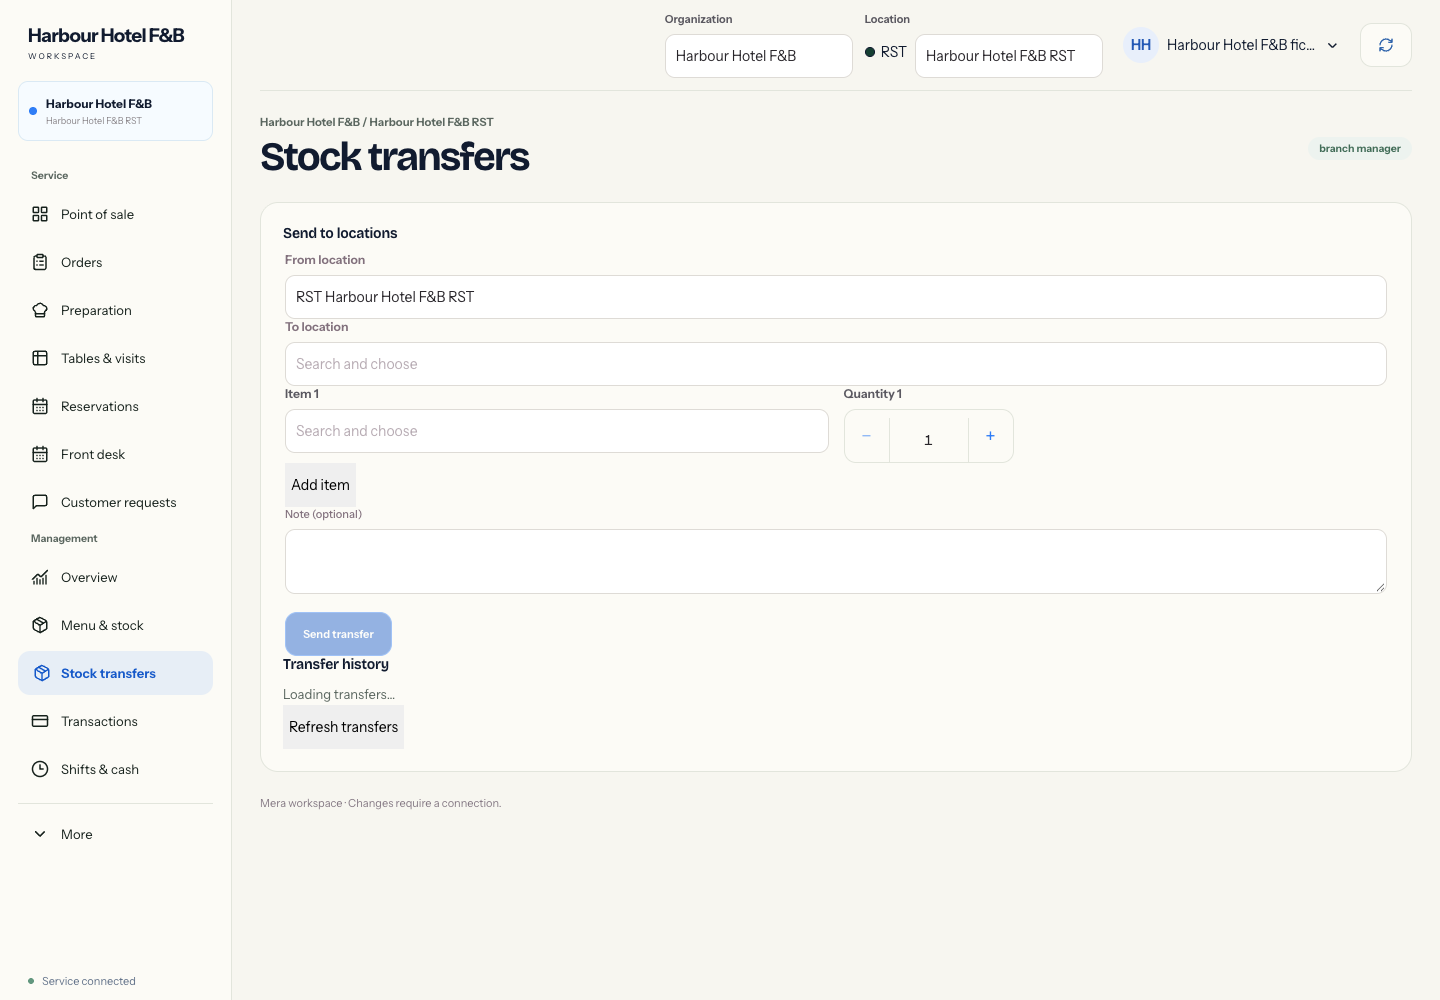 Harbour Hotel F&B
WORKSPACE
Harbour Hotel F&B
Harbour Hotel F&B RST
Service
Point of sale
Orders
Preparation
Tables & visits
Reservations
Front desk
Customer requests
Management
Overview
Menu & stock
Stock transfers
Transactions
Shifts & cash
More
Service connected
Organization
Harbour Hotel F&B
Location
RST
Harbour Hotel F&B RST
HH
Harbour Hotel F&B fic...
Harbour Hotel F&B / Harbour Hotel F&B RST
Stock transfers
branch manager
Send to locations
From location
RST Harbour Hotel F&B RST
To location
Search and choose
Item 1
Quantity 1
Search and choose
− 1 +
Add item
Note (optional)
Send transfer
Transfer history
Loading transfers...
Refresh transfers
Mera workspace · Changes require a connection.